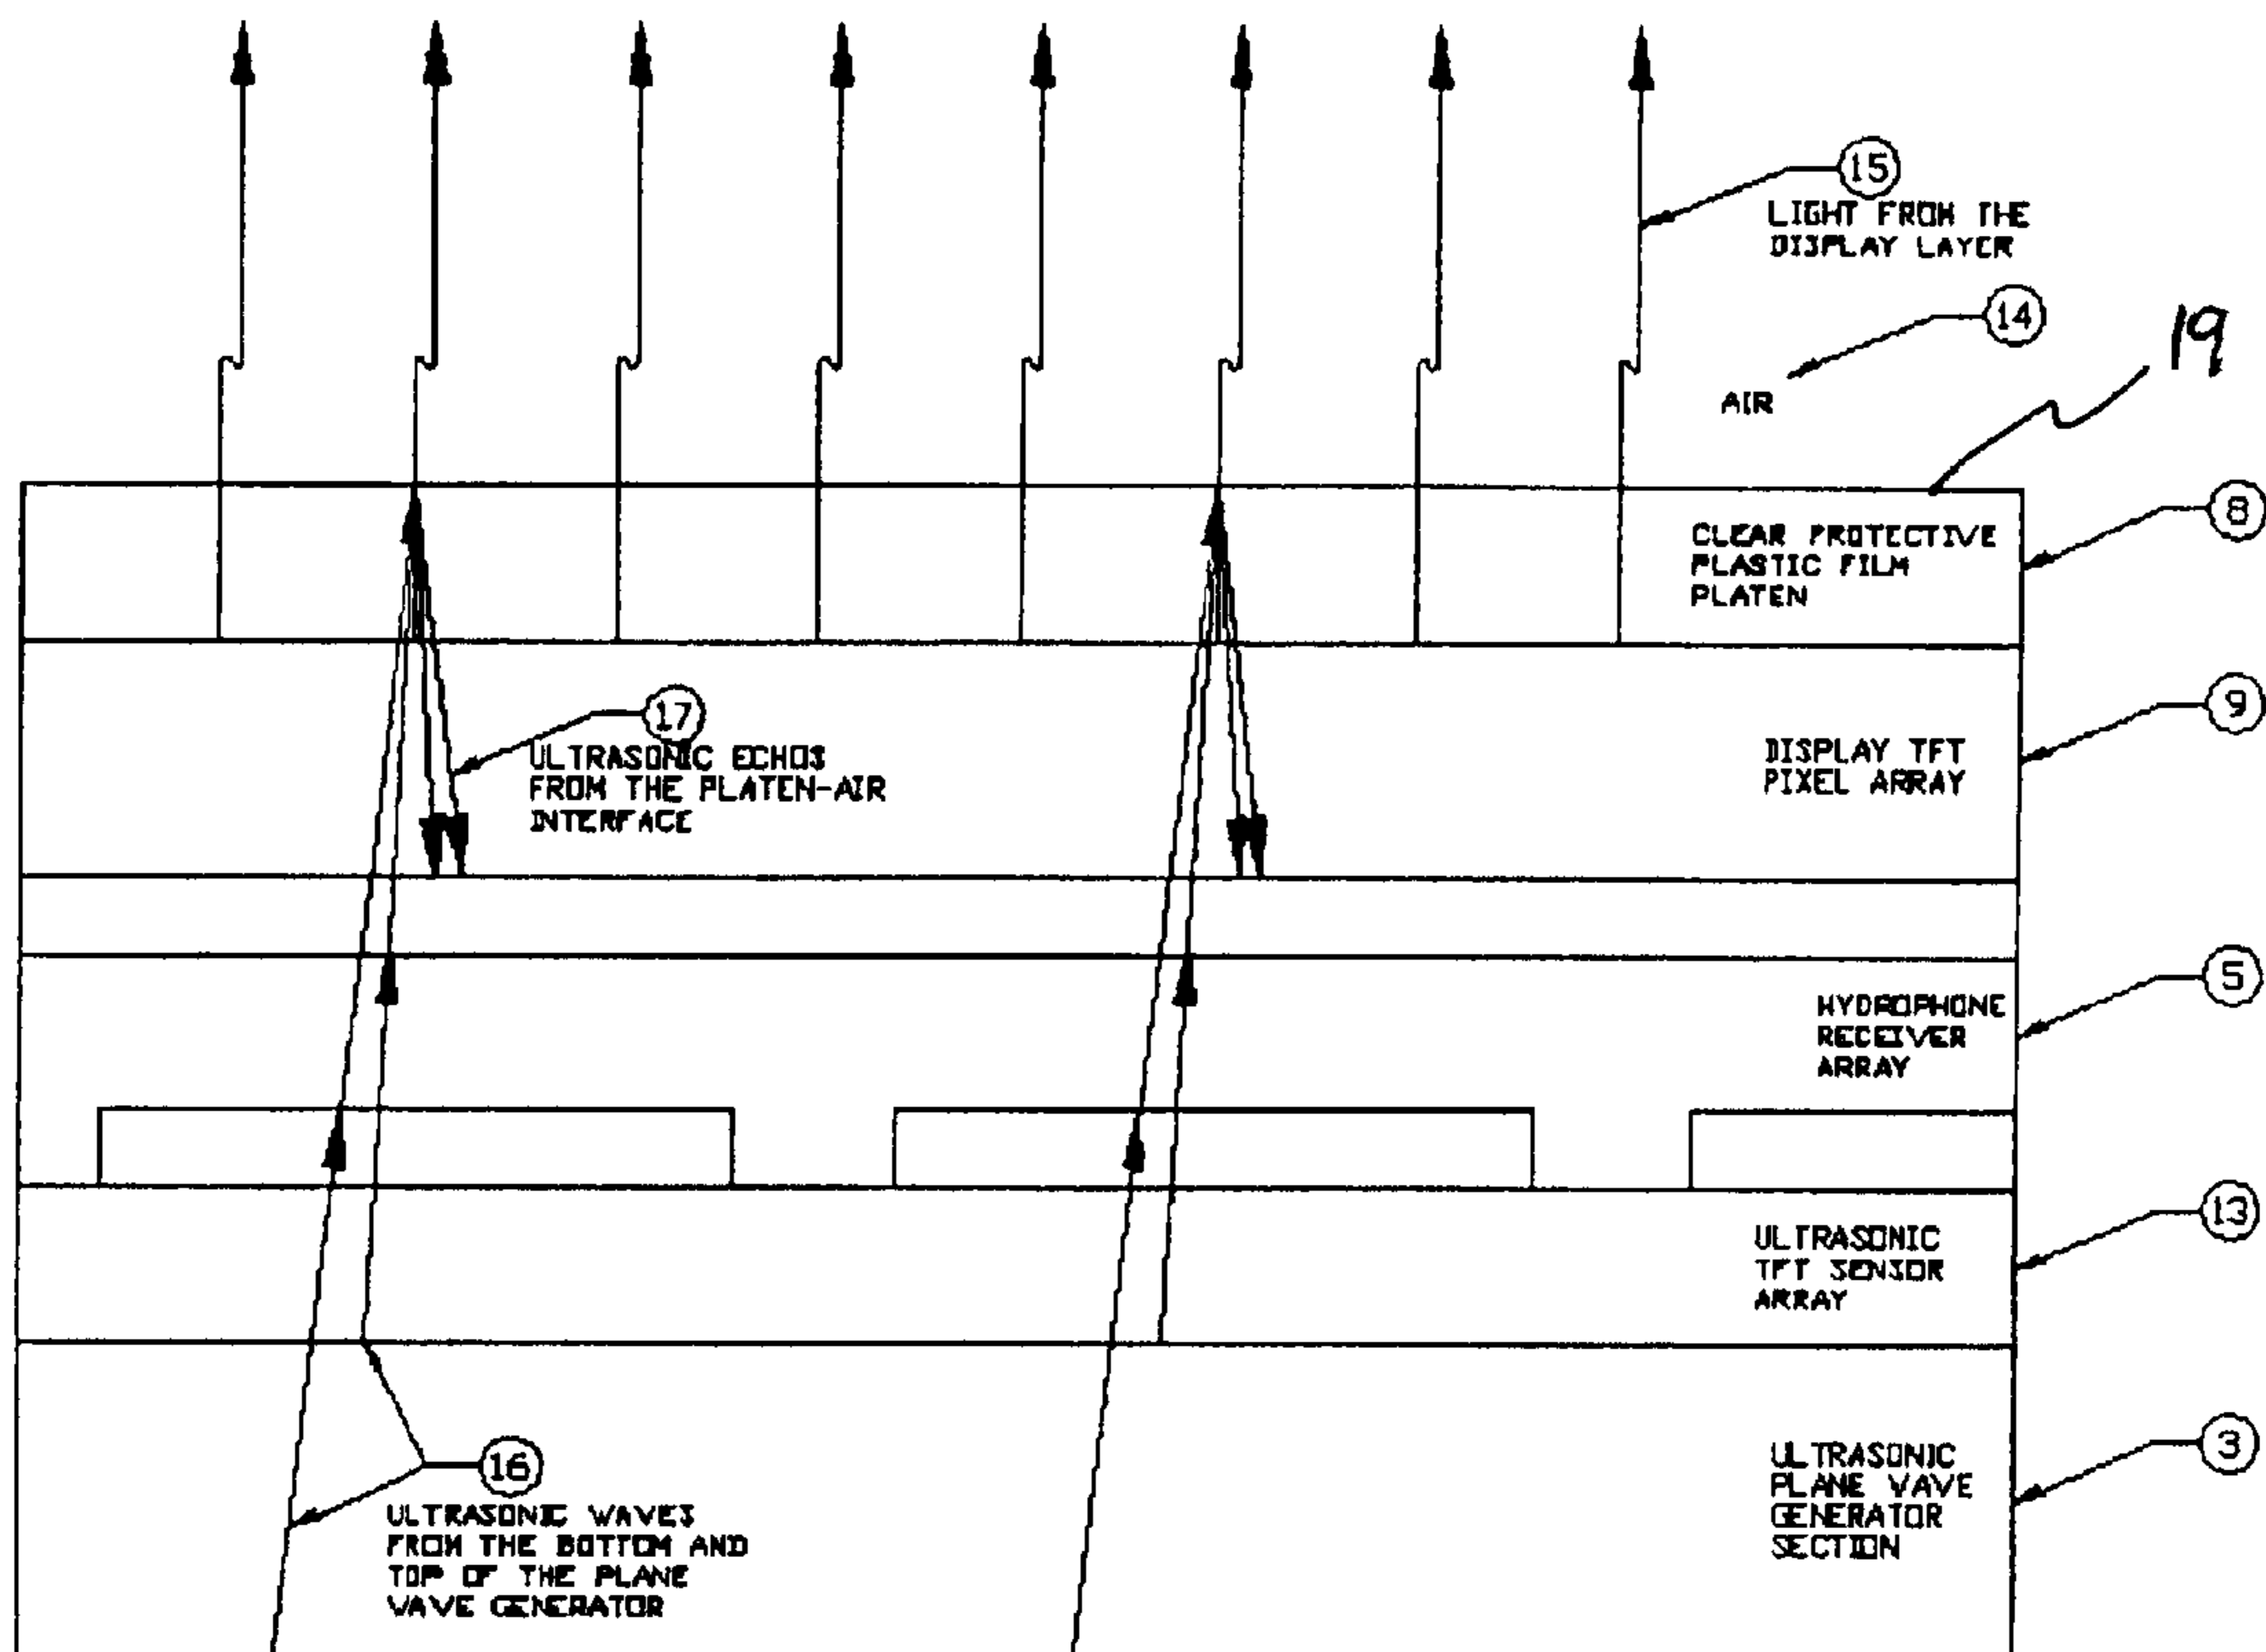 15
LIGHT FROM THE
DISPLAY LAYER
14
AIR
19
8
CLEAR PROTECTIVE
PLASTIC FILM
PLATEN
9
DISPLAY TFT
PIXEL ARRAY
17
ULTRASONIC ECHOS
FROM THE PLATEN-AIR
INTERFACE
5
HYDROPHONE
RECEIVER
ARRAY
13
ULTRASONIC
TFT SENSOR
ARRAY
3
ULTRASONIC
PLANE WAVE
GENERATOR
SECTION
16
ULTRASONIC WAVES
FROM THE BOTTOM AND
TOP OF THE PLANE
WAVE GENERATOR